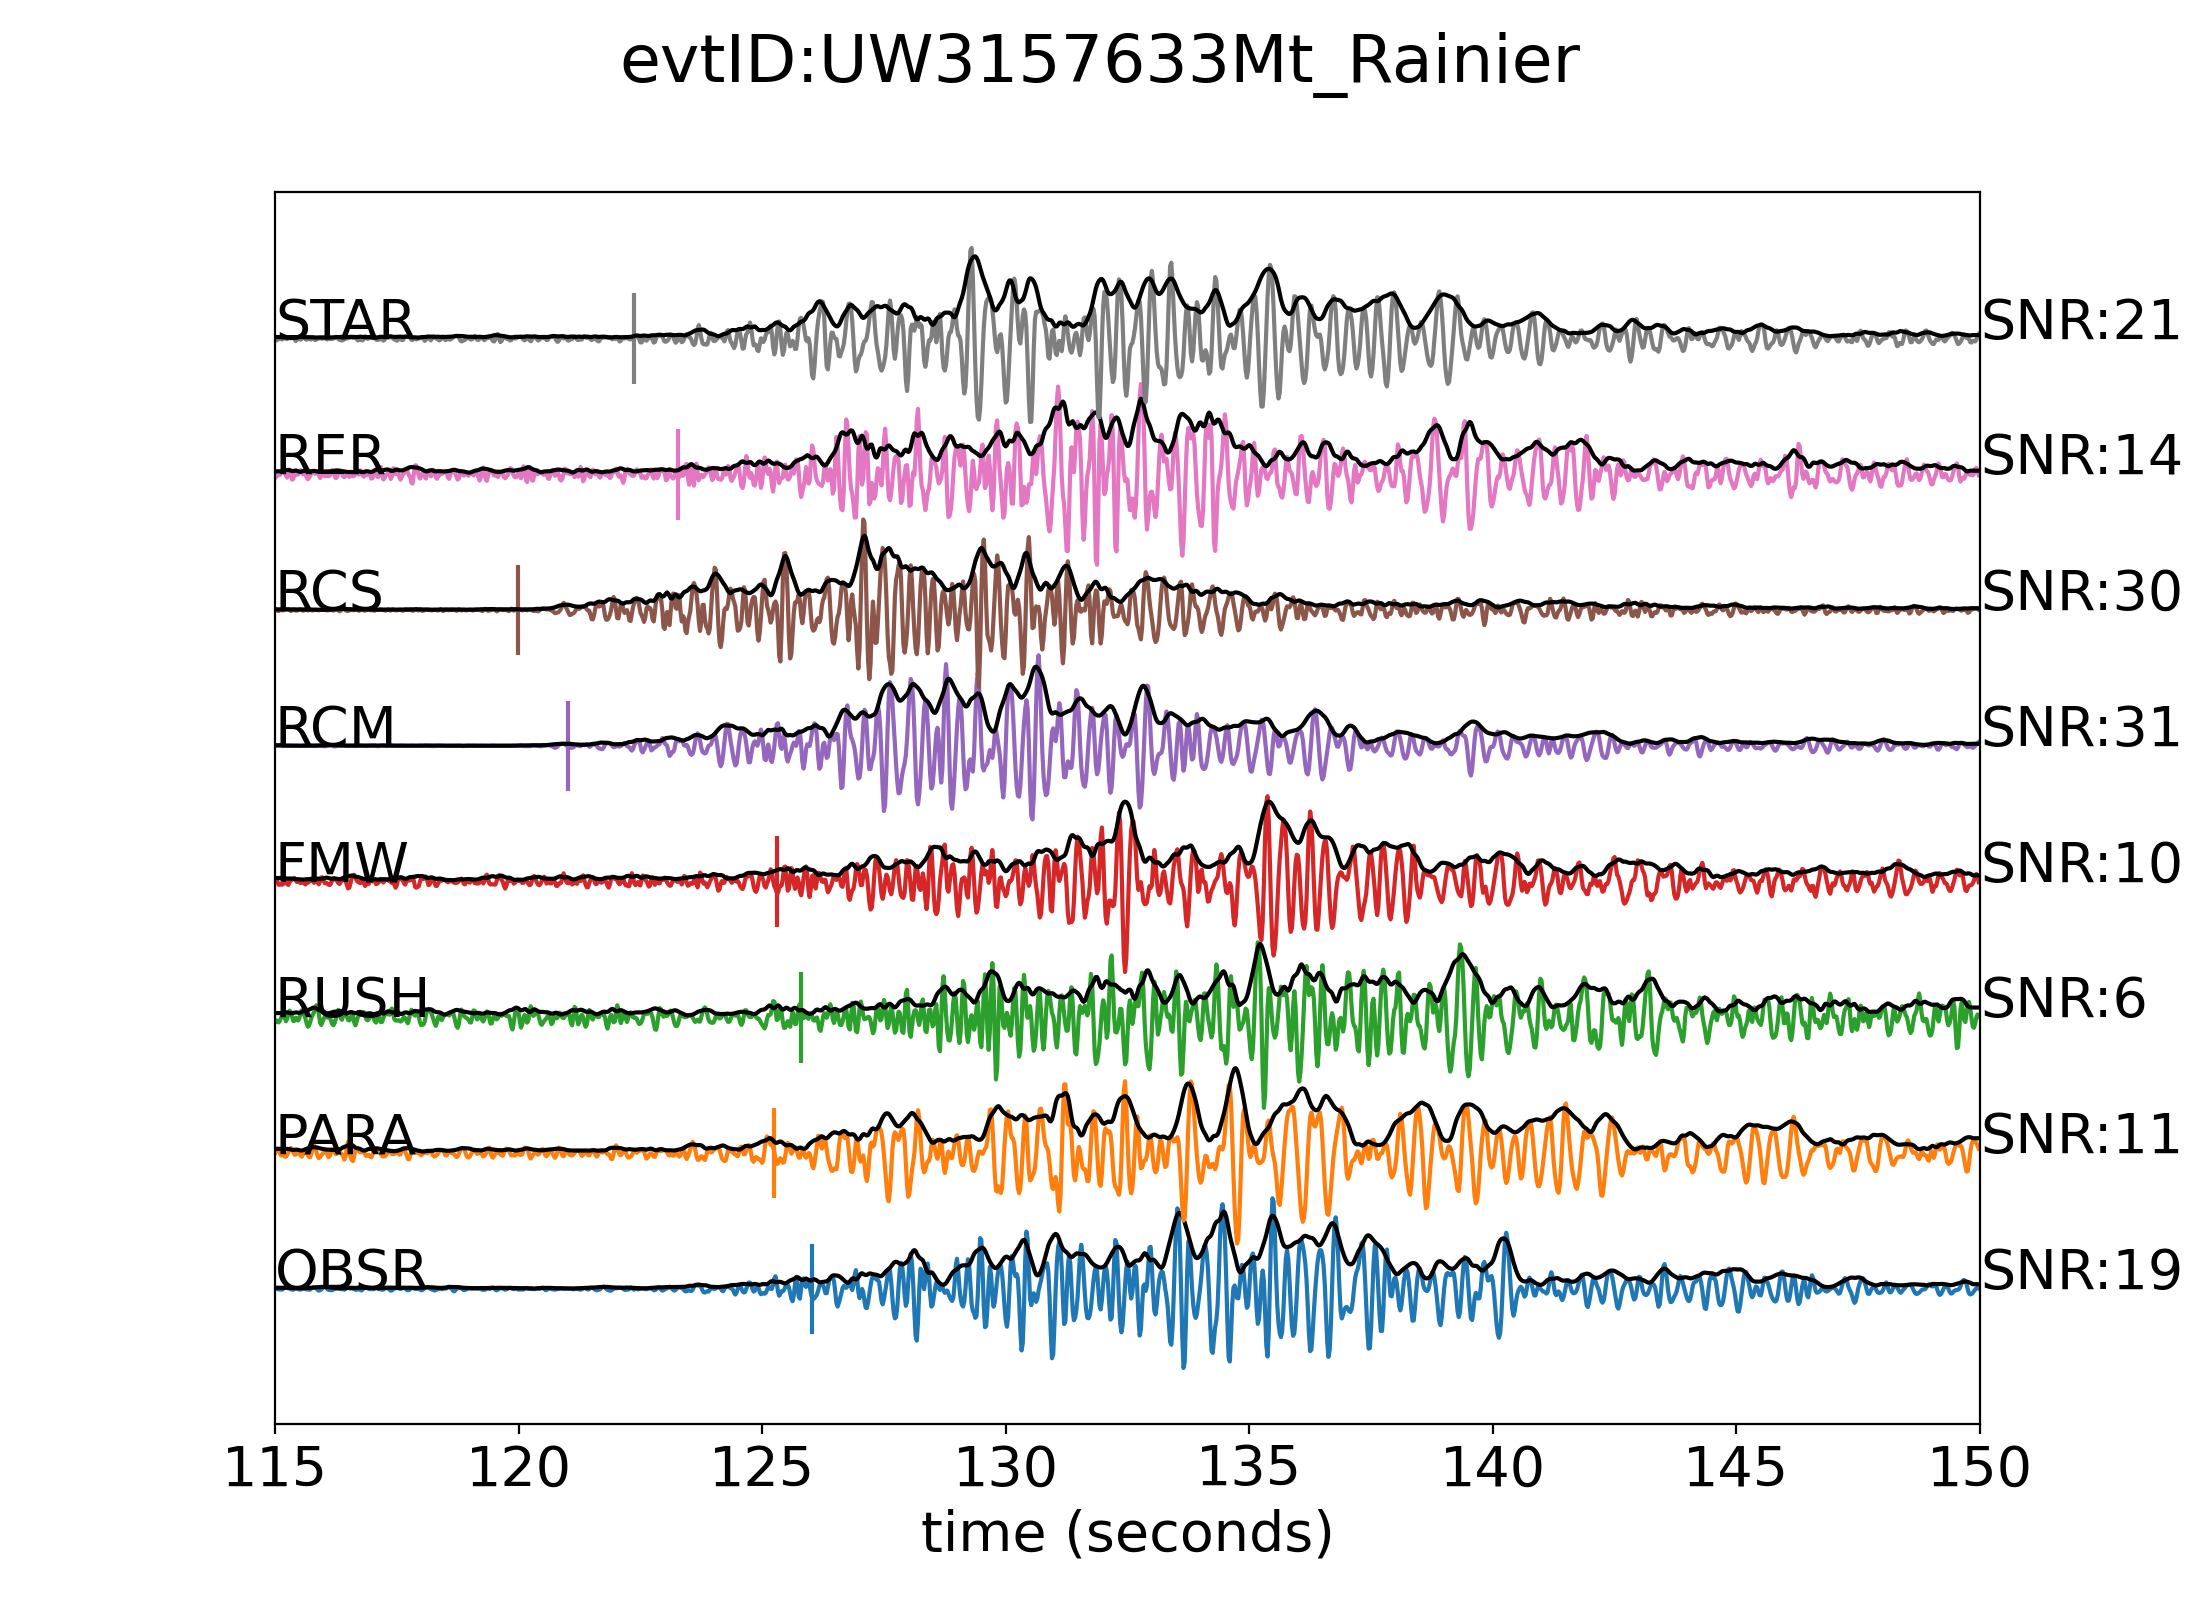 evtID:UW3157633Mt_Rainier
STAR SNR:21
RER SNR:14
RCS SNR:30
RCM SNR:31
FMW SNR:10
RUSH SNR:6
PARA SNR:11
OBSR SNR:19
115 120 125 130 135 140 145 150
time (seconds)